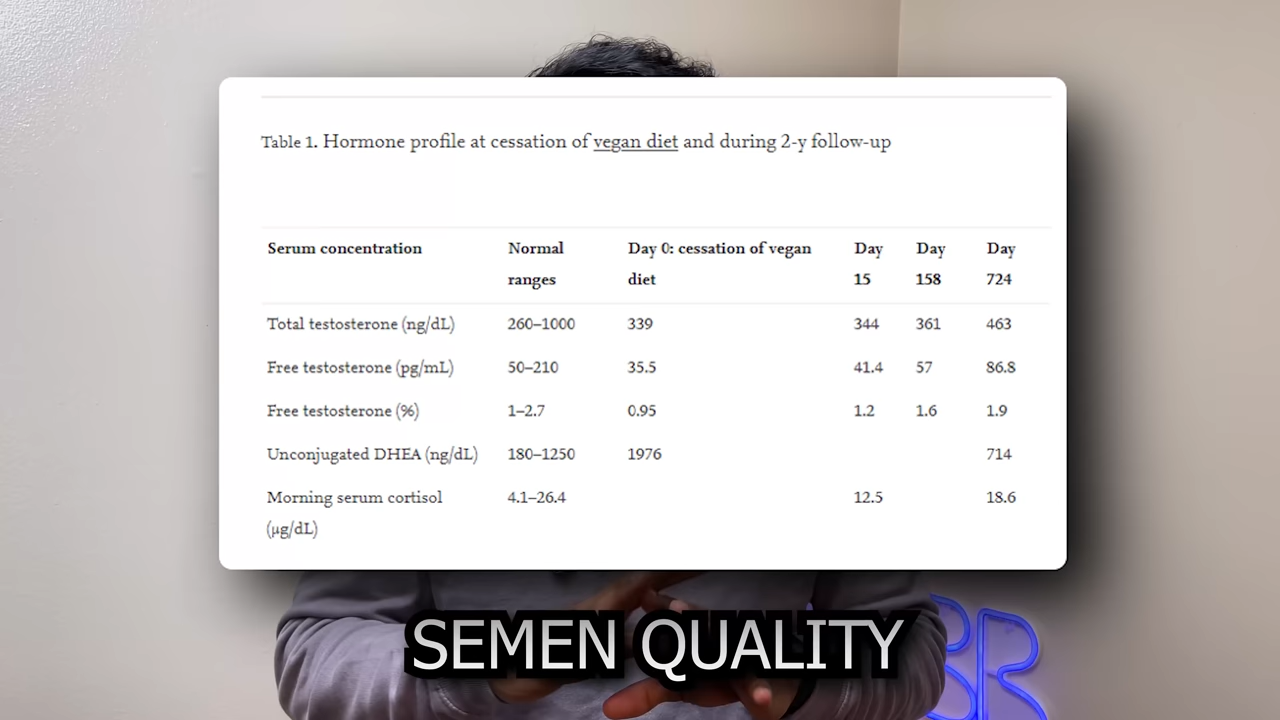 Table 1. Hormone profile at cessation of vegan diet and during 2-y follow-up
Serum concentration Normal ranges Day 0: cessation of vegan diet Day 15 Day 158 Day 724
Total testosterone (ng/dL) 260–1000 339 344 361 463
Free testosterone (pg/mL) 50–210 35.5 41.4 57 86.8
Free testosterone (%) 1–2.7 0.95 1.2 1.6 1.9
Unconjugated DHEA (ng/dL) 180–1250 1976 714
Morning serum cortisol (μg/dL) 4.1–26.4 12.5 18.6
SEMEN QUALITY